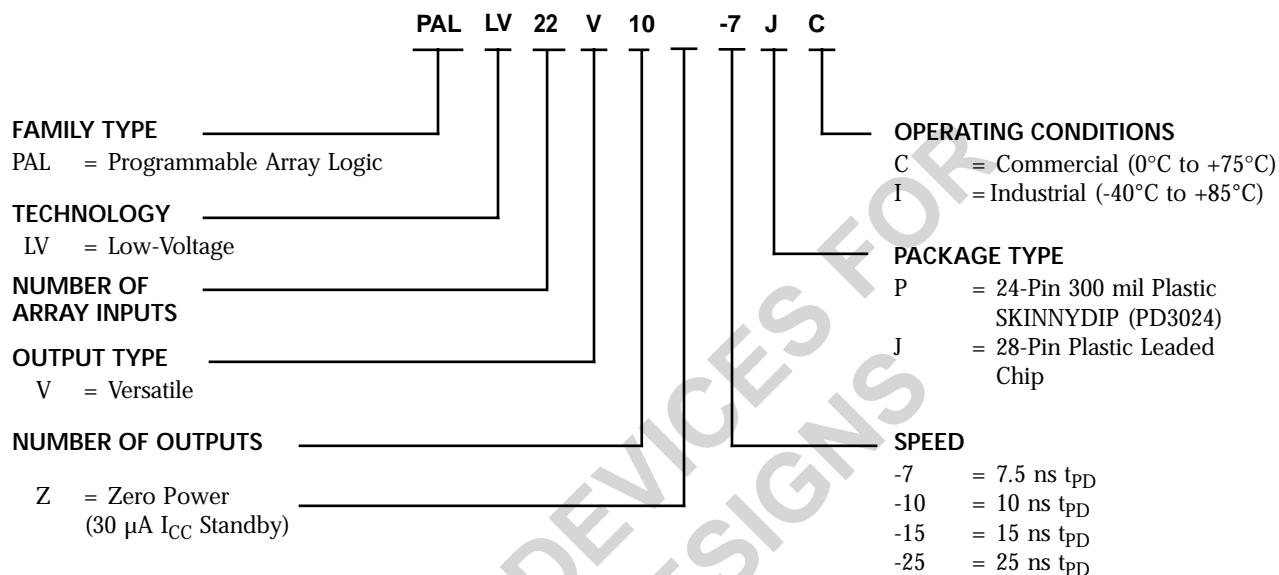 PAL LV 22 V 10 -7 J C
FAMILY TYPE
PAL = Programmable Array Logic
TECHNOLOGY
LV = Low-Voltage
NUMBER OF
ARRAY INPUTS
OUTPUT TYPE
V = Versatile
NUMBER OF OUTPUTS
Z = Zero Power
(30 µA ICC Standby)
OPERATING CONDITIONS
C = Commercial (0°C to +75°C)
I = Industrial (-40°C to +85°C)
PACKAGE TYPE
P = 24-Pin 300 mil Plastic
SKINNYDIP (PD3024)
J = 28-Pin Plastic Leaded
Chip
SPEED
-7 = 7.5 ns tPD
-10 = 10 ns tPD
-15 = 15 ns tPD
-25 = 25 ns tPD
DEVICES FOR
SIGNS